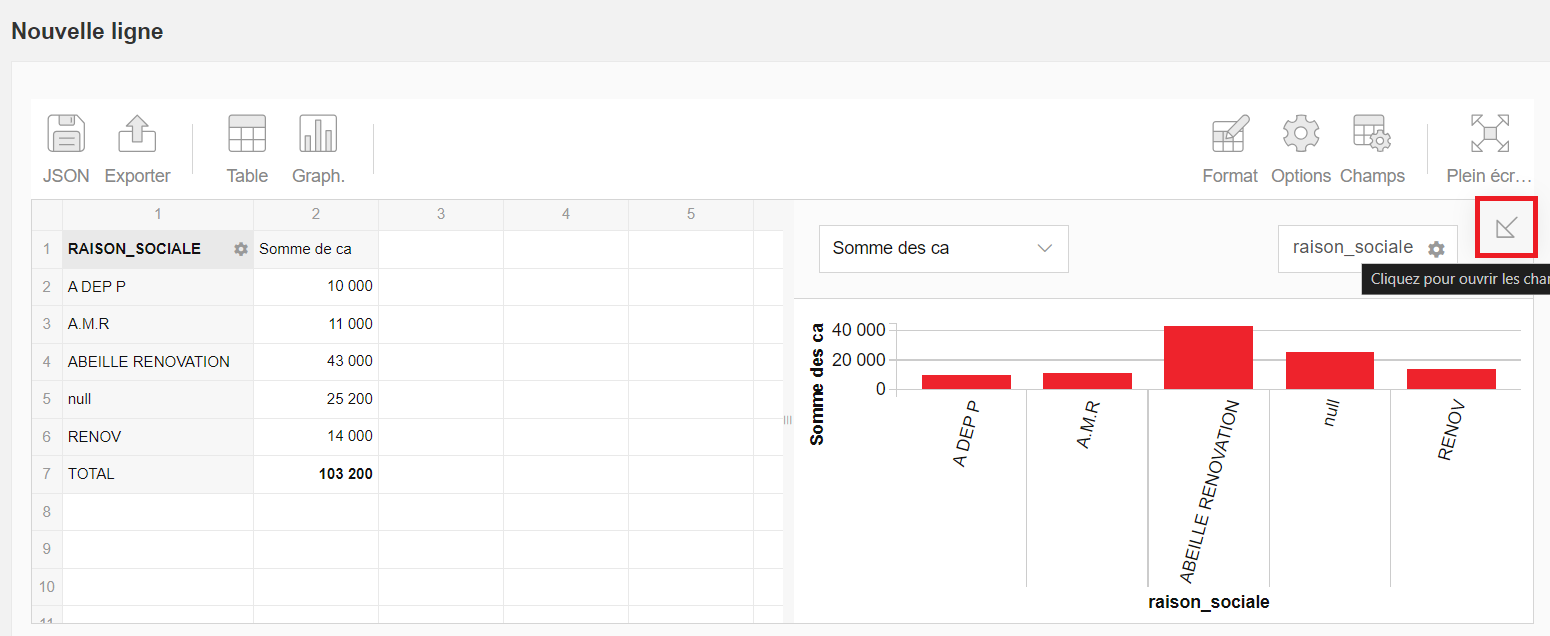 Nouvelle ligne
JSON Exporter Table Graph. Format Options Champs Plein écr...
1 2 3 4 5
1 RAISON_SOCIALE Somme de ca
2 A DEP P 10 000
3 A.M.R 11 000
4 ABEILLE RENOVATION 43 000
5 null 25 200
6 RENOV 14 000
7 TOTAL 103 200
8
9
10
11
Somme des ca raison_sociale
Cliquez pour ouvrir les
Somme des ca
40 000
20 000
0
A DEP P A.M.R ABEILLE RENOVATION null RENOV
raison_sociale